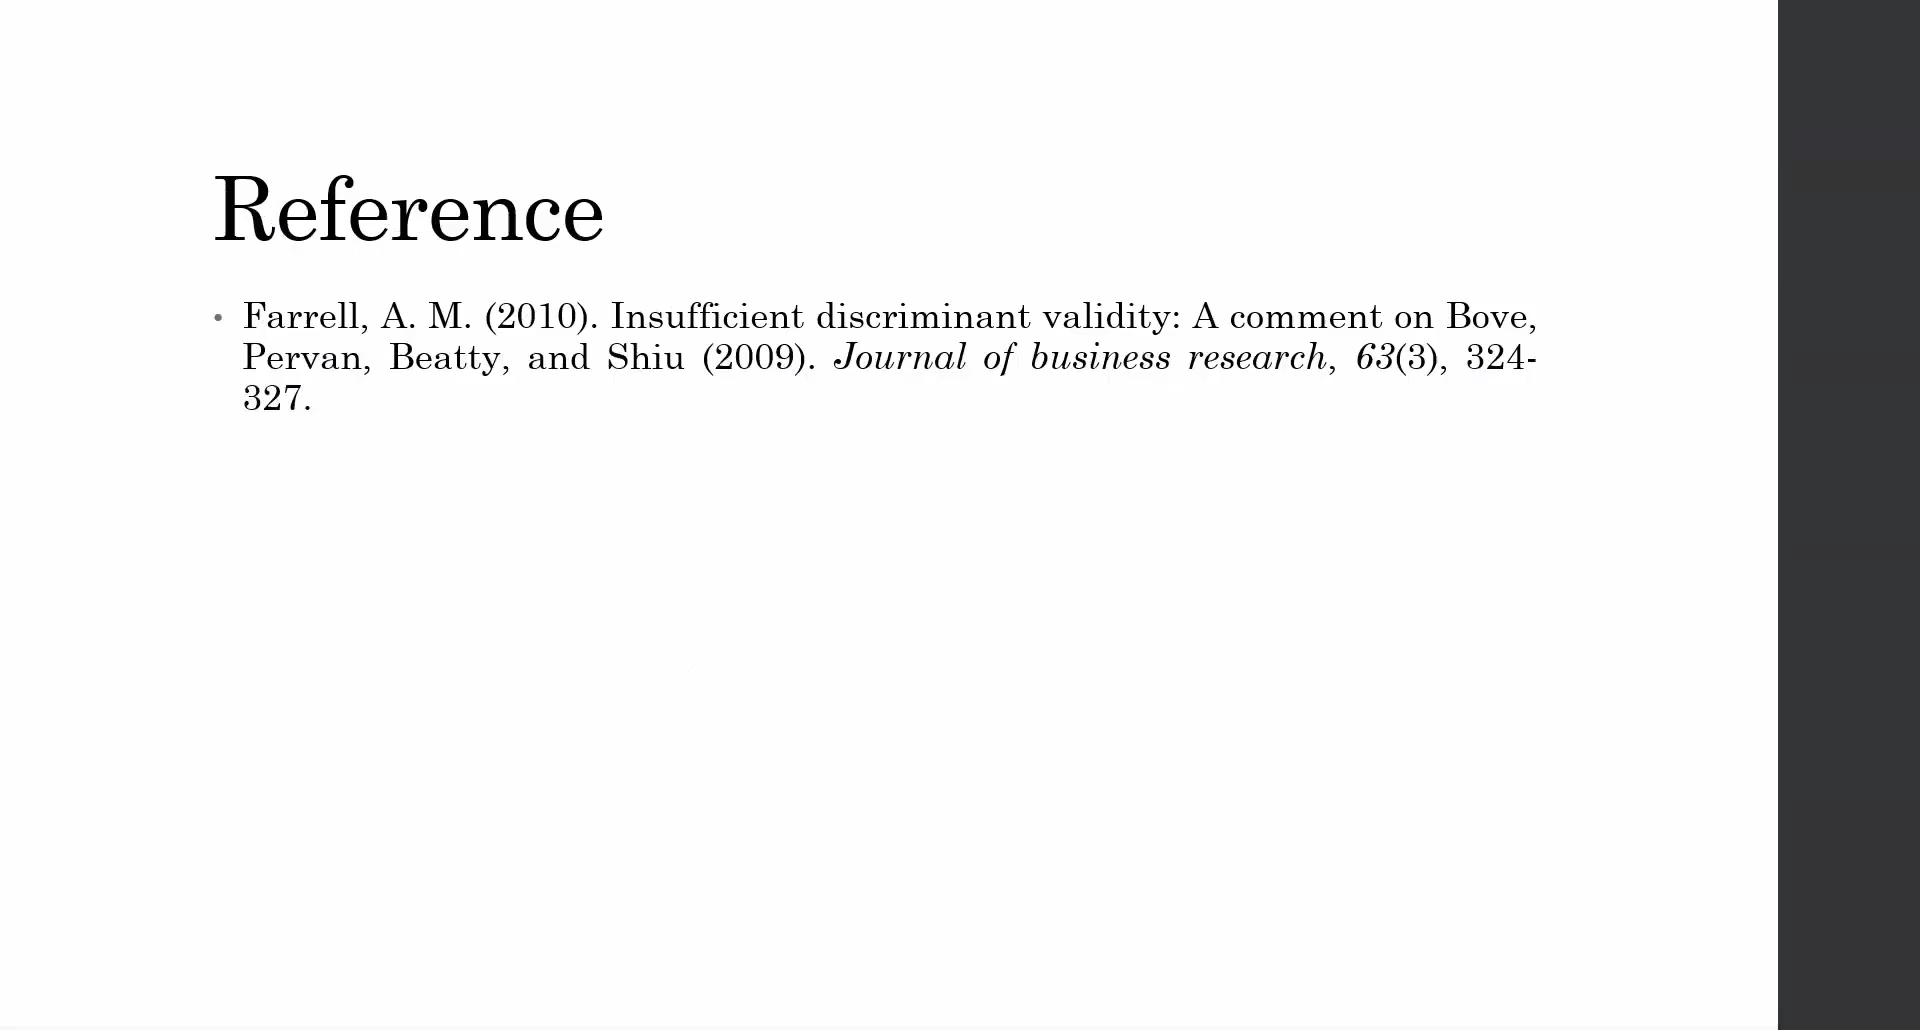 Reference
• Farrell, A. M. (2010). Insufficient discriminant validity: A comment on Bove,
Pervan, Beatty, and Shiu (2009). Journal of business research, 63(3), 324-
327.